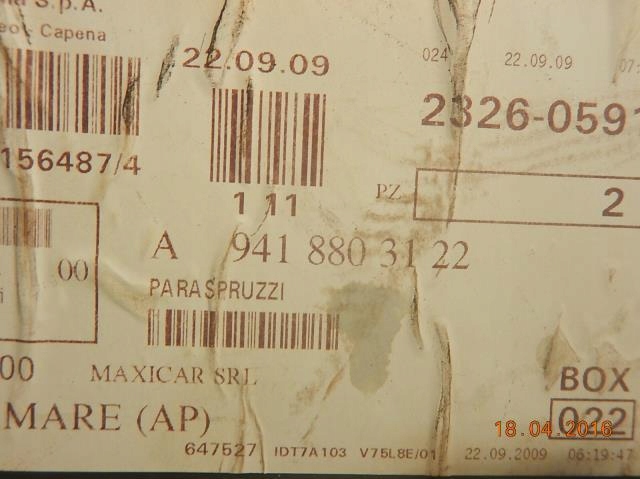 S.p.A.
- Capena
22.09.09
024 22.09.09 07:
2326-0591
156487/4
1 11
PZ 2
A 941 880 31 22
00
PARASPRUZZI
00
MAXICAR SRL
BOX
MARE (AP)
022
18.04.2016
647527 IDT7A103 V75L8E/01 22.09.2009 06:19:47